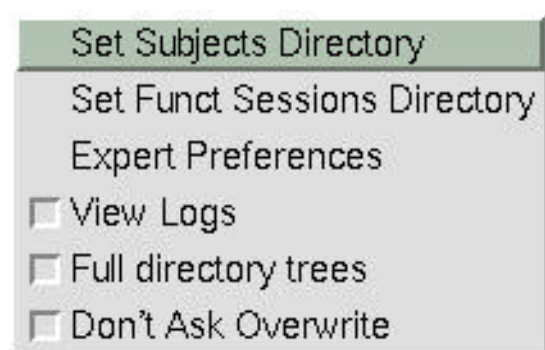 Set Subjects Directory
Set Funct Sessions Directory
Expert Preferences
View Logs
Full directory trees
Don't Ask Overwrite